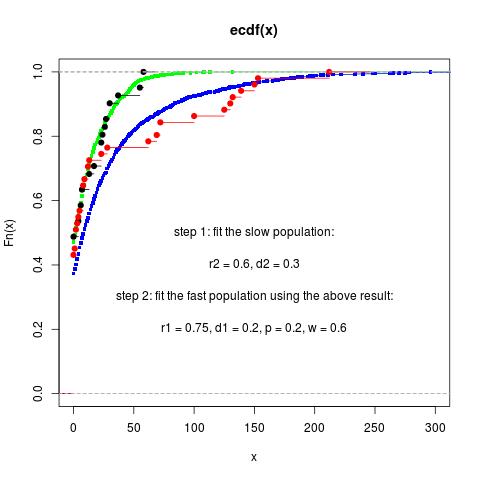 ecdf(x)
1.0
0.8
0.6
0.4
0.2
0.0
Fn(x)
step 1: fit the slow population:
r2 = 0.6, d2 = 0.3
step 2: fit the fast population using the above result:
r1 = 0.75, d1 = 0.2, p = 0.2, w = 0.6
0 50 100 150 200 250 300
x